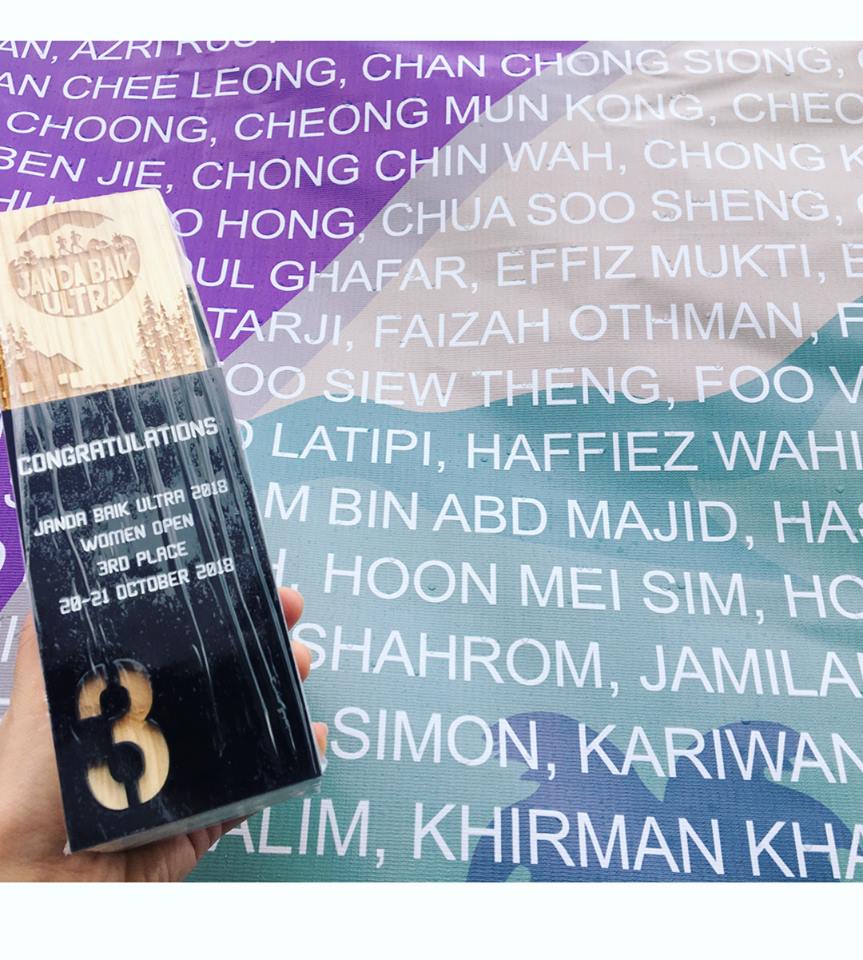 AN, AZRI
AN CHEE LEONG, CHAN CHONG SIONG,
CHOONG, CHEONG MUN KONG, CHEO
BEN JIE, CHONG CHIN WAH, CHONG K
O HONG, CHUA SOO SHENG,
UL GHAFAR, EFFIZ MUKTI, E
TARJI, FAIZAH OTHMAN, F
OO SIEW THENG, FOO V
LATIPI, HAFFIEZ WAHI
M BIN ABD MAJID, HAS
HOON MEI SIM, HO
SHAHROM, JAMILA
SIMON, KARIWAN
ALIM, KHIRMAN KHA
JANDA BAIK
ULTRA
CONGRATULATIONS
JANDA BAIK ULTRA 2018
WOMEN OPEN
3RD PLACE
20-21 OCTOBER 2018
3